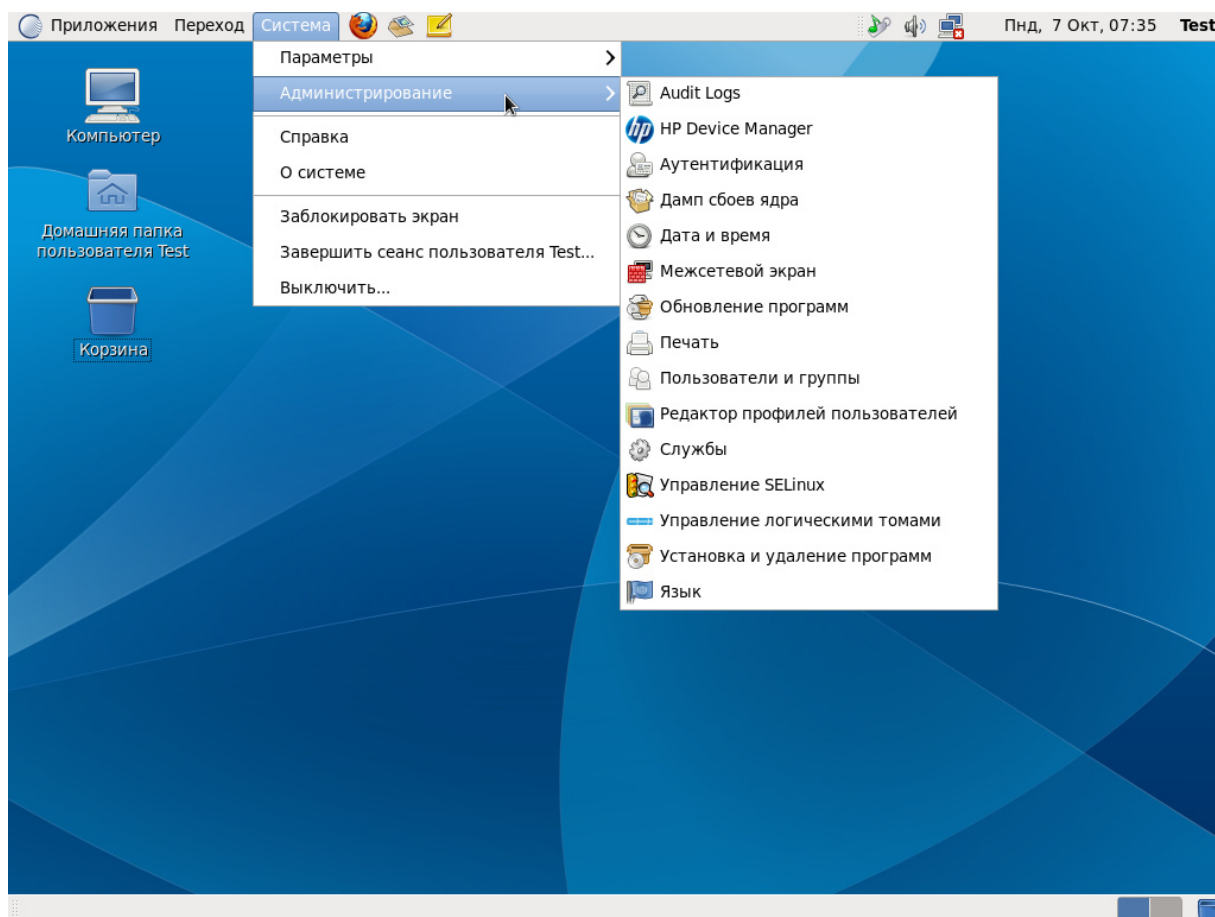 Приложения Переход Система Пнд, 7 Окт, 07:35 Test
Параметры
Администрирование
Справка
О системе
Заблокировать экран
Завершить сеанс пользователя Test...
Выключить...
Audit Logs
hp HP Device Manager
Аутентификация
Дамп сбоев ядра
Дата и время
Межсетевой экран
Обновление программ
Печать
Пользователи и группы
Редактор профилей пользователей
Службы
Управление SELinux
Управление логическими томами
Установка и удаление программ
Язык
Компьютер
Домашняя папка
пользователя Test
Корзина